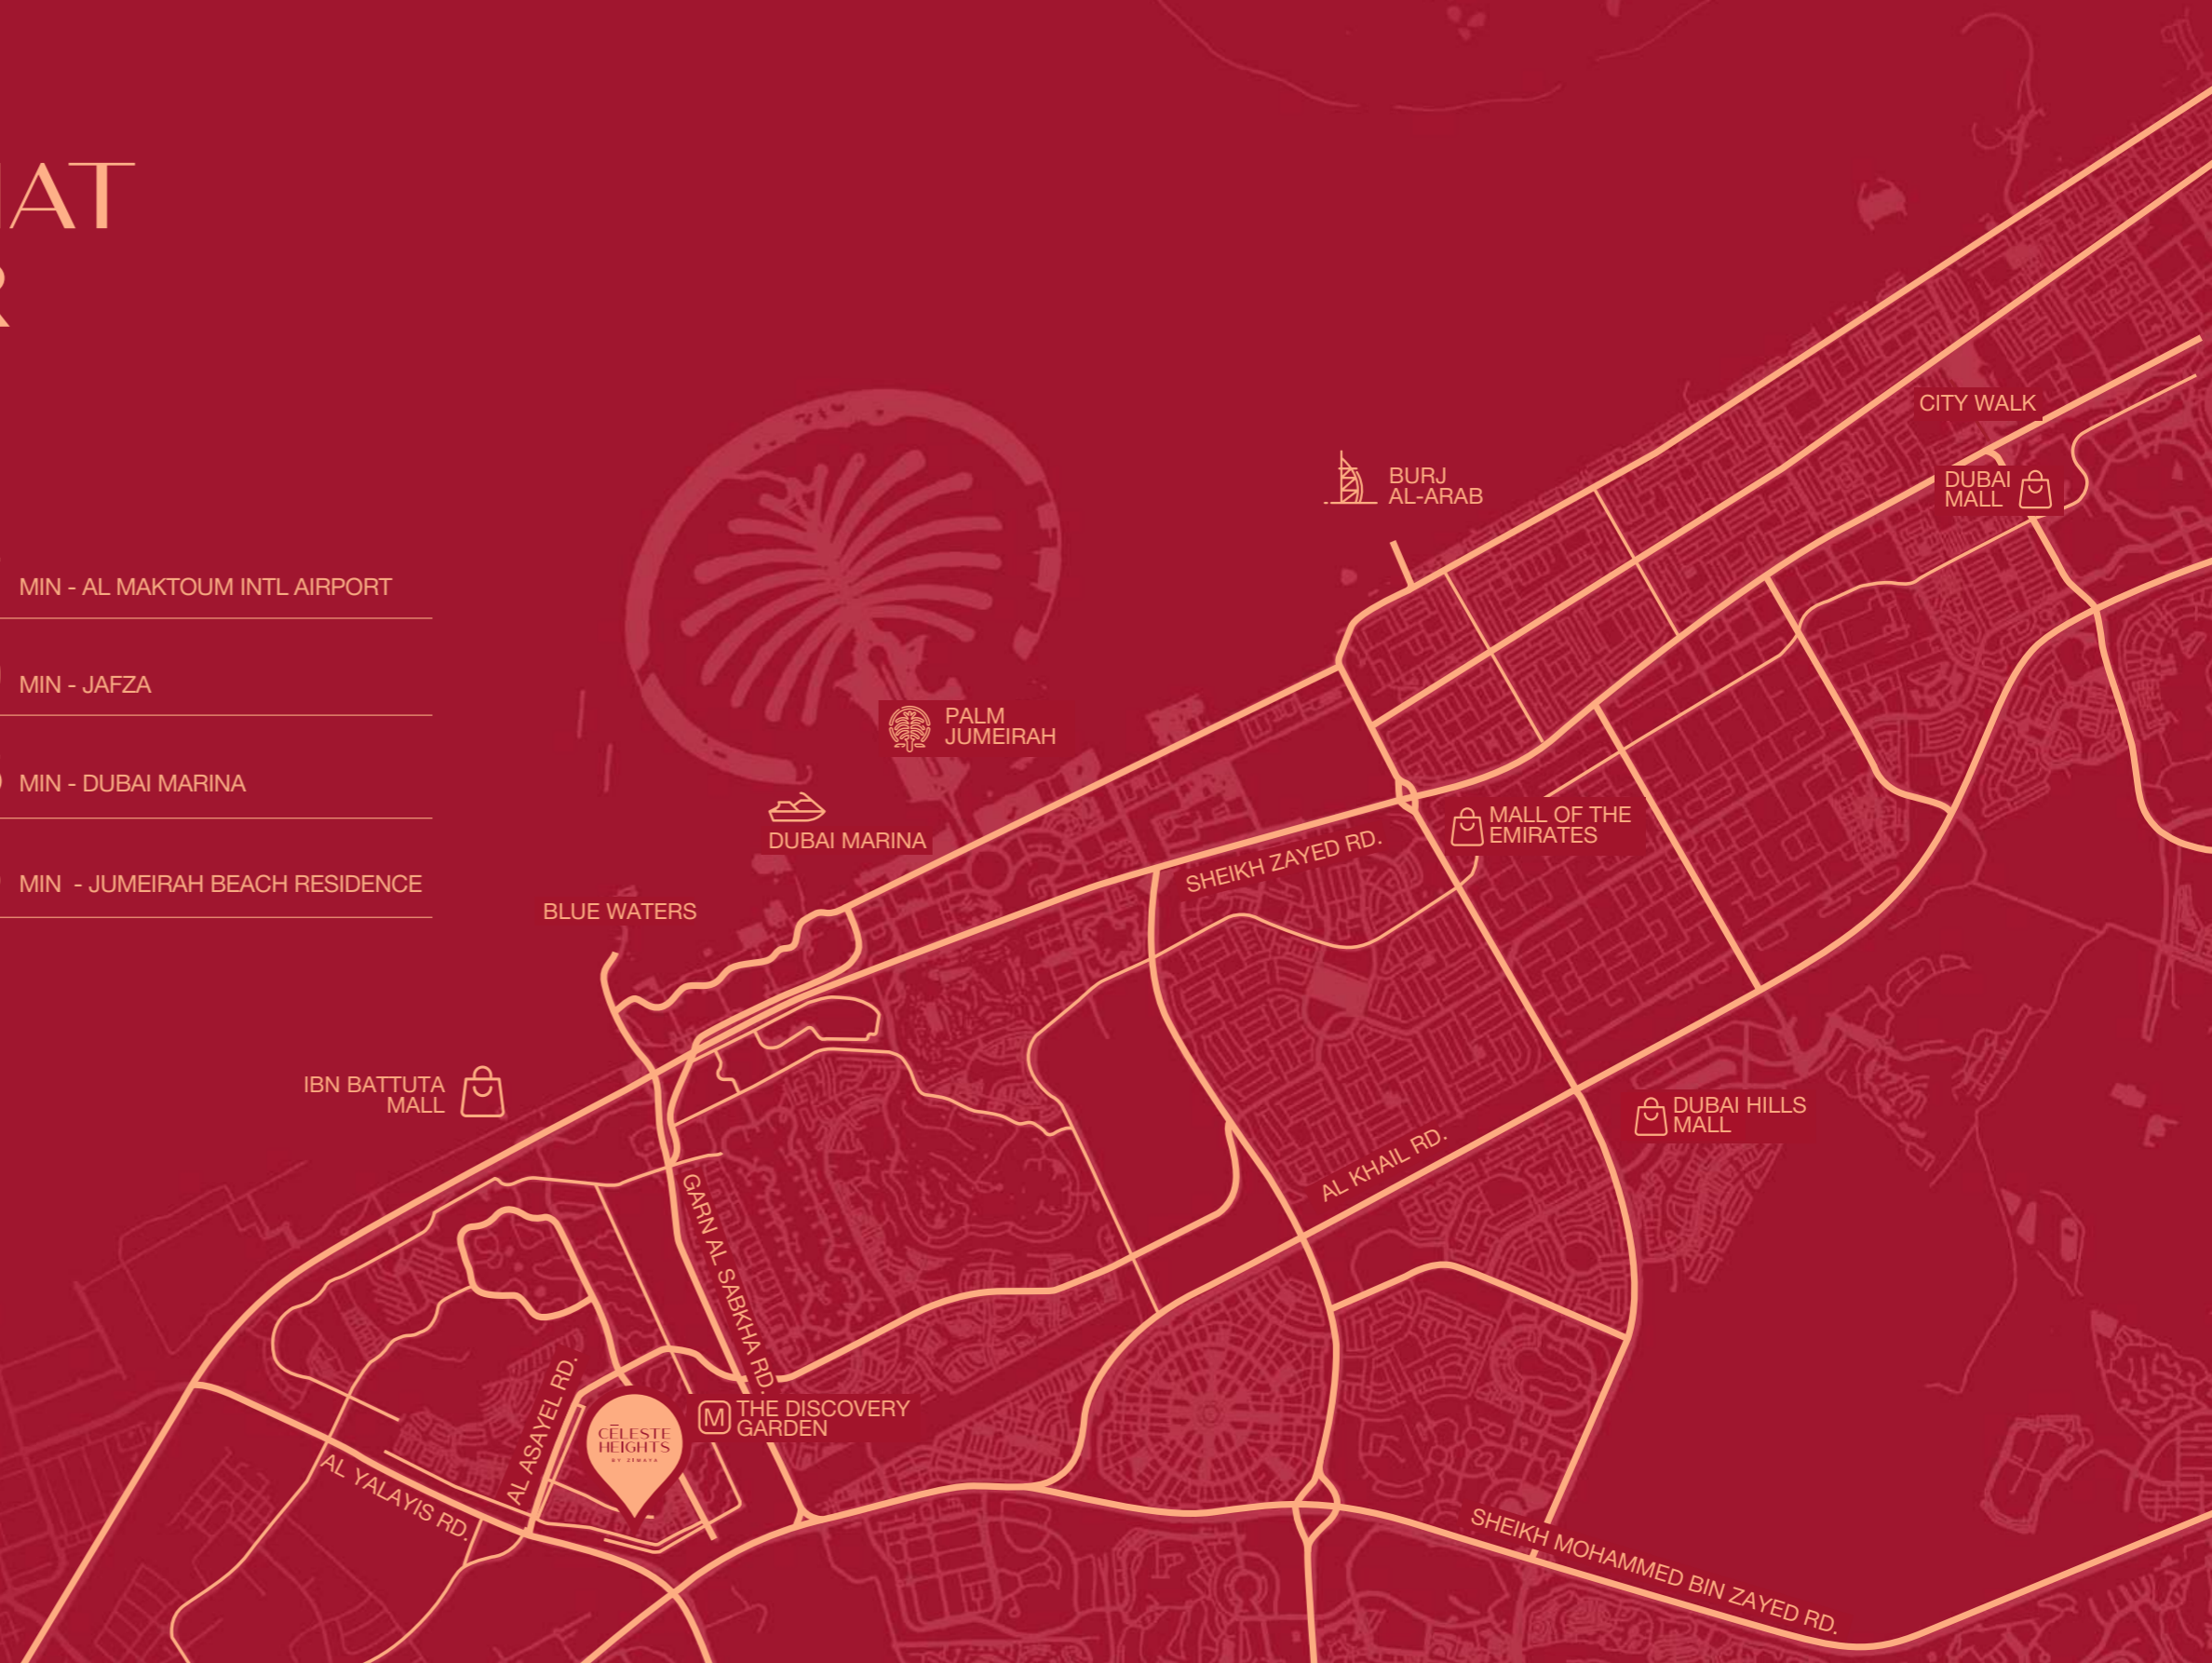 AT
R
MIN - AL MAKTOUM INTL AIRPORT
MIN - JAFZA
MIN - DUBAI MARINA
MIN - JUMEIRAH BEACH RESIDENCE
CITY WALK
DUBAI
MALL
BURJ
AL-ARAB
PALM
JUMEIRAH
DUBAI MARINA
MALL OF THE
EMIRATES
SHEIKH ZAYED RD.
BLUE WATERS
IBN BATTUTA
MALL
DUBAI HILLS
MALL
AL KHAIL RD.
GARN AL SABKHA RD.
AL ASAYEL RD.
M
THE DISCOVERY
GARDEN
CĒLESTE
HEIGHTS
AL YALAYIS RD.
SHEIKH MOHAMMED BIN ZAYED RD.